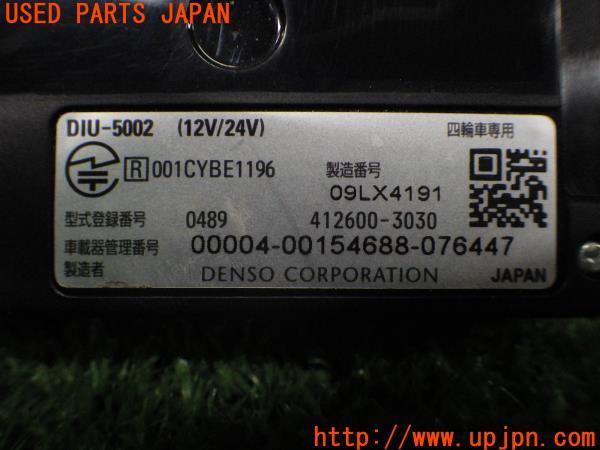 USED PARTS JAPAN
DIU-5002 (12V/24V) 四輪車専用
R 001CYBE1196 製造番号
09LX4191
型式登録番号 0489 412600-3030
車載器管理番号 00004-00154688-076447
製造者 DENSO CORPORATION JAPAN
UPJ
http://www.upjpn.com/